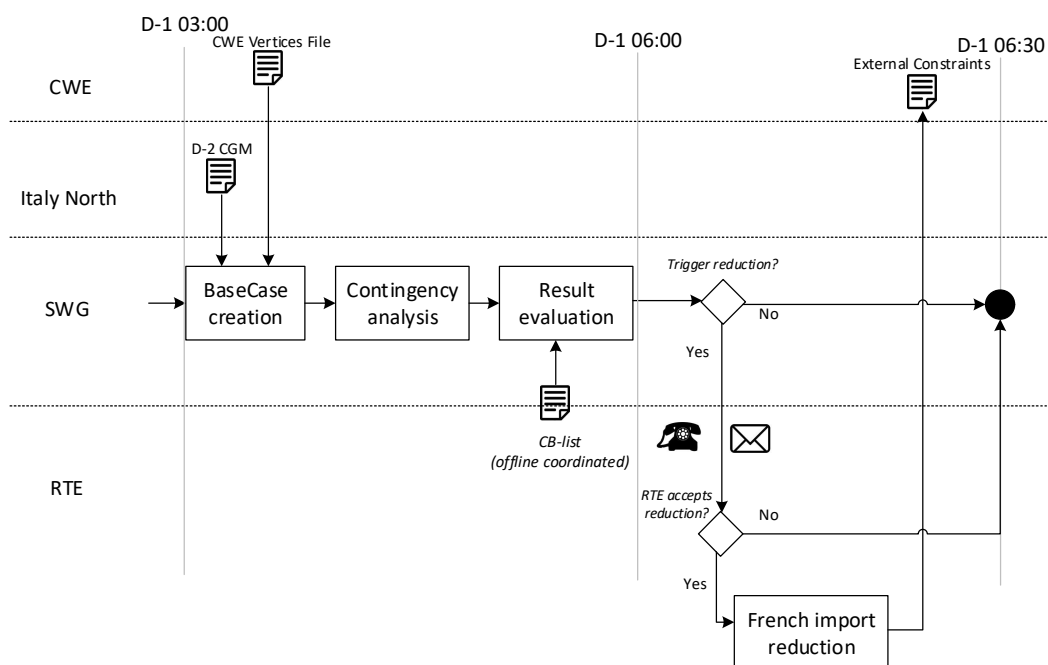 D-1 03:00
CWE Vertices File
D-1 06:00
D-1 06:30
External Constraints
CWE
D-2 CGM
Italy North
Trigger reduction?
SWG
BaseCase
creation
Contingency
analysis
Result
evaluation
No
Yes
CB-list
(offline coordinated)
RTE
RTE accepts
reduction?
No
Yes
French import
reduction